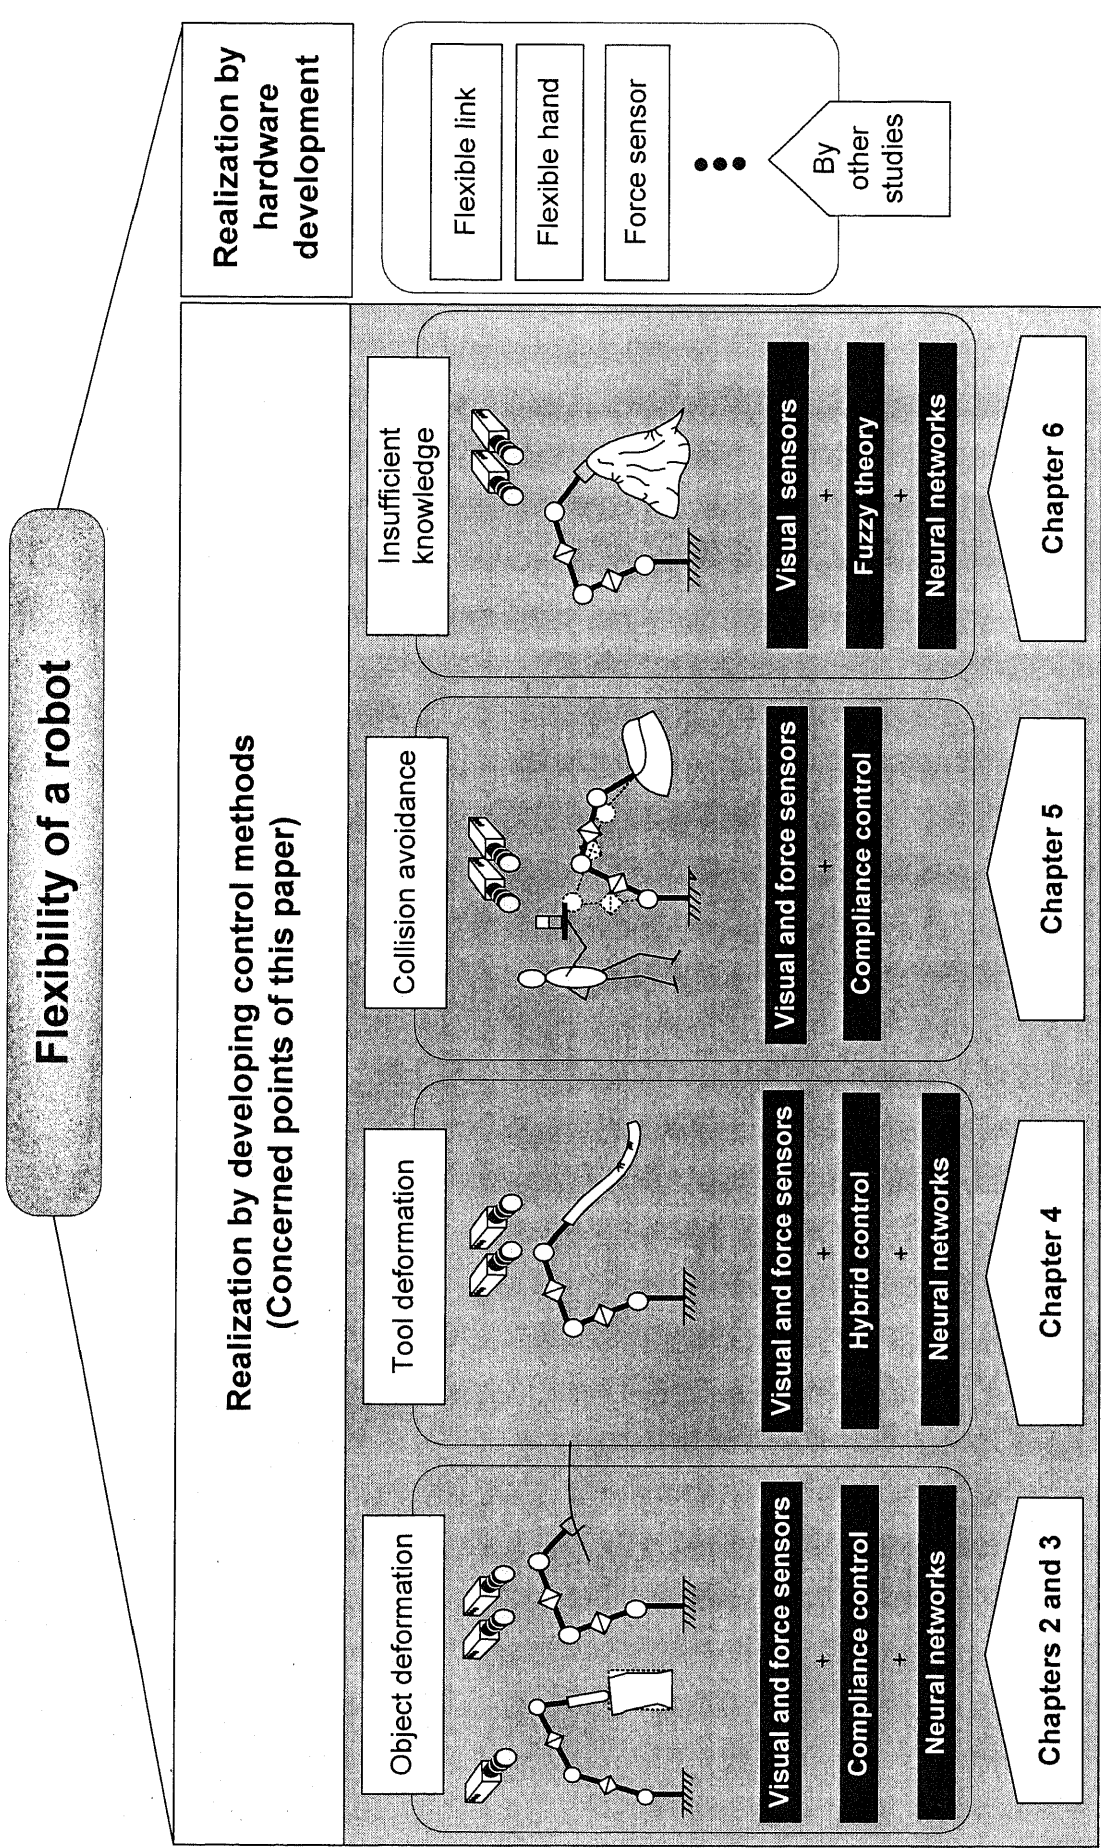 Flexibility of a robot
Realization by developing control methods
(Concerned points of this paper)
Realization by
hardware
development
Object deformation
Visual and force sensors
+
Compliance control
+
Neural networks
Chapters 2 and 3
Tool deformation
Visual and force sensors
+
Hybrid control
+
Neural networks
Chapter 4
Collision avoidance
Visual and force sensors
+
Compliance control
Chapter 5
Insufficient
knowledge
Visual sensors
+
Fuzzy theory
+
Neural networks
Chapter 6
Flexible link
Flexible hand
Force sensor
By
other
studies